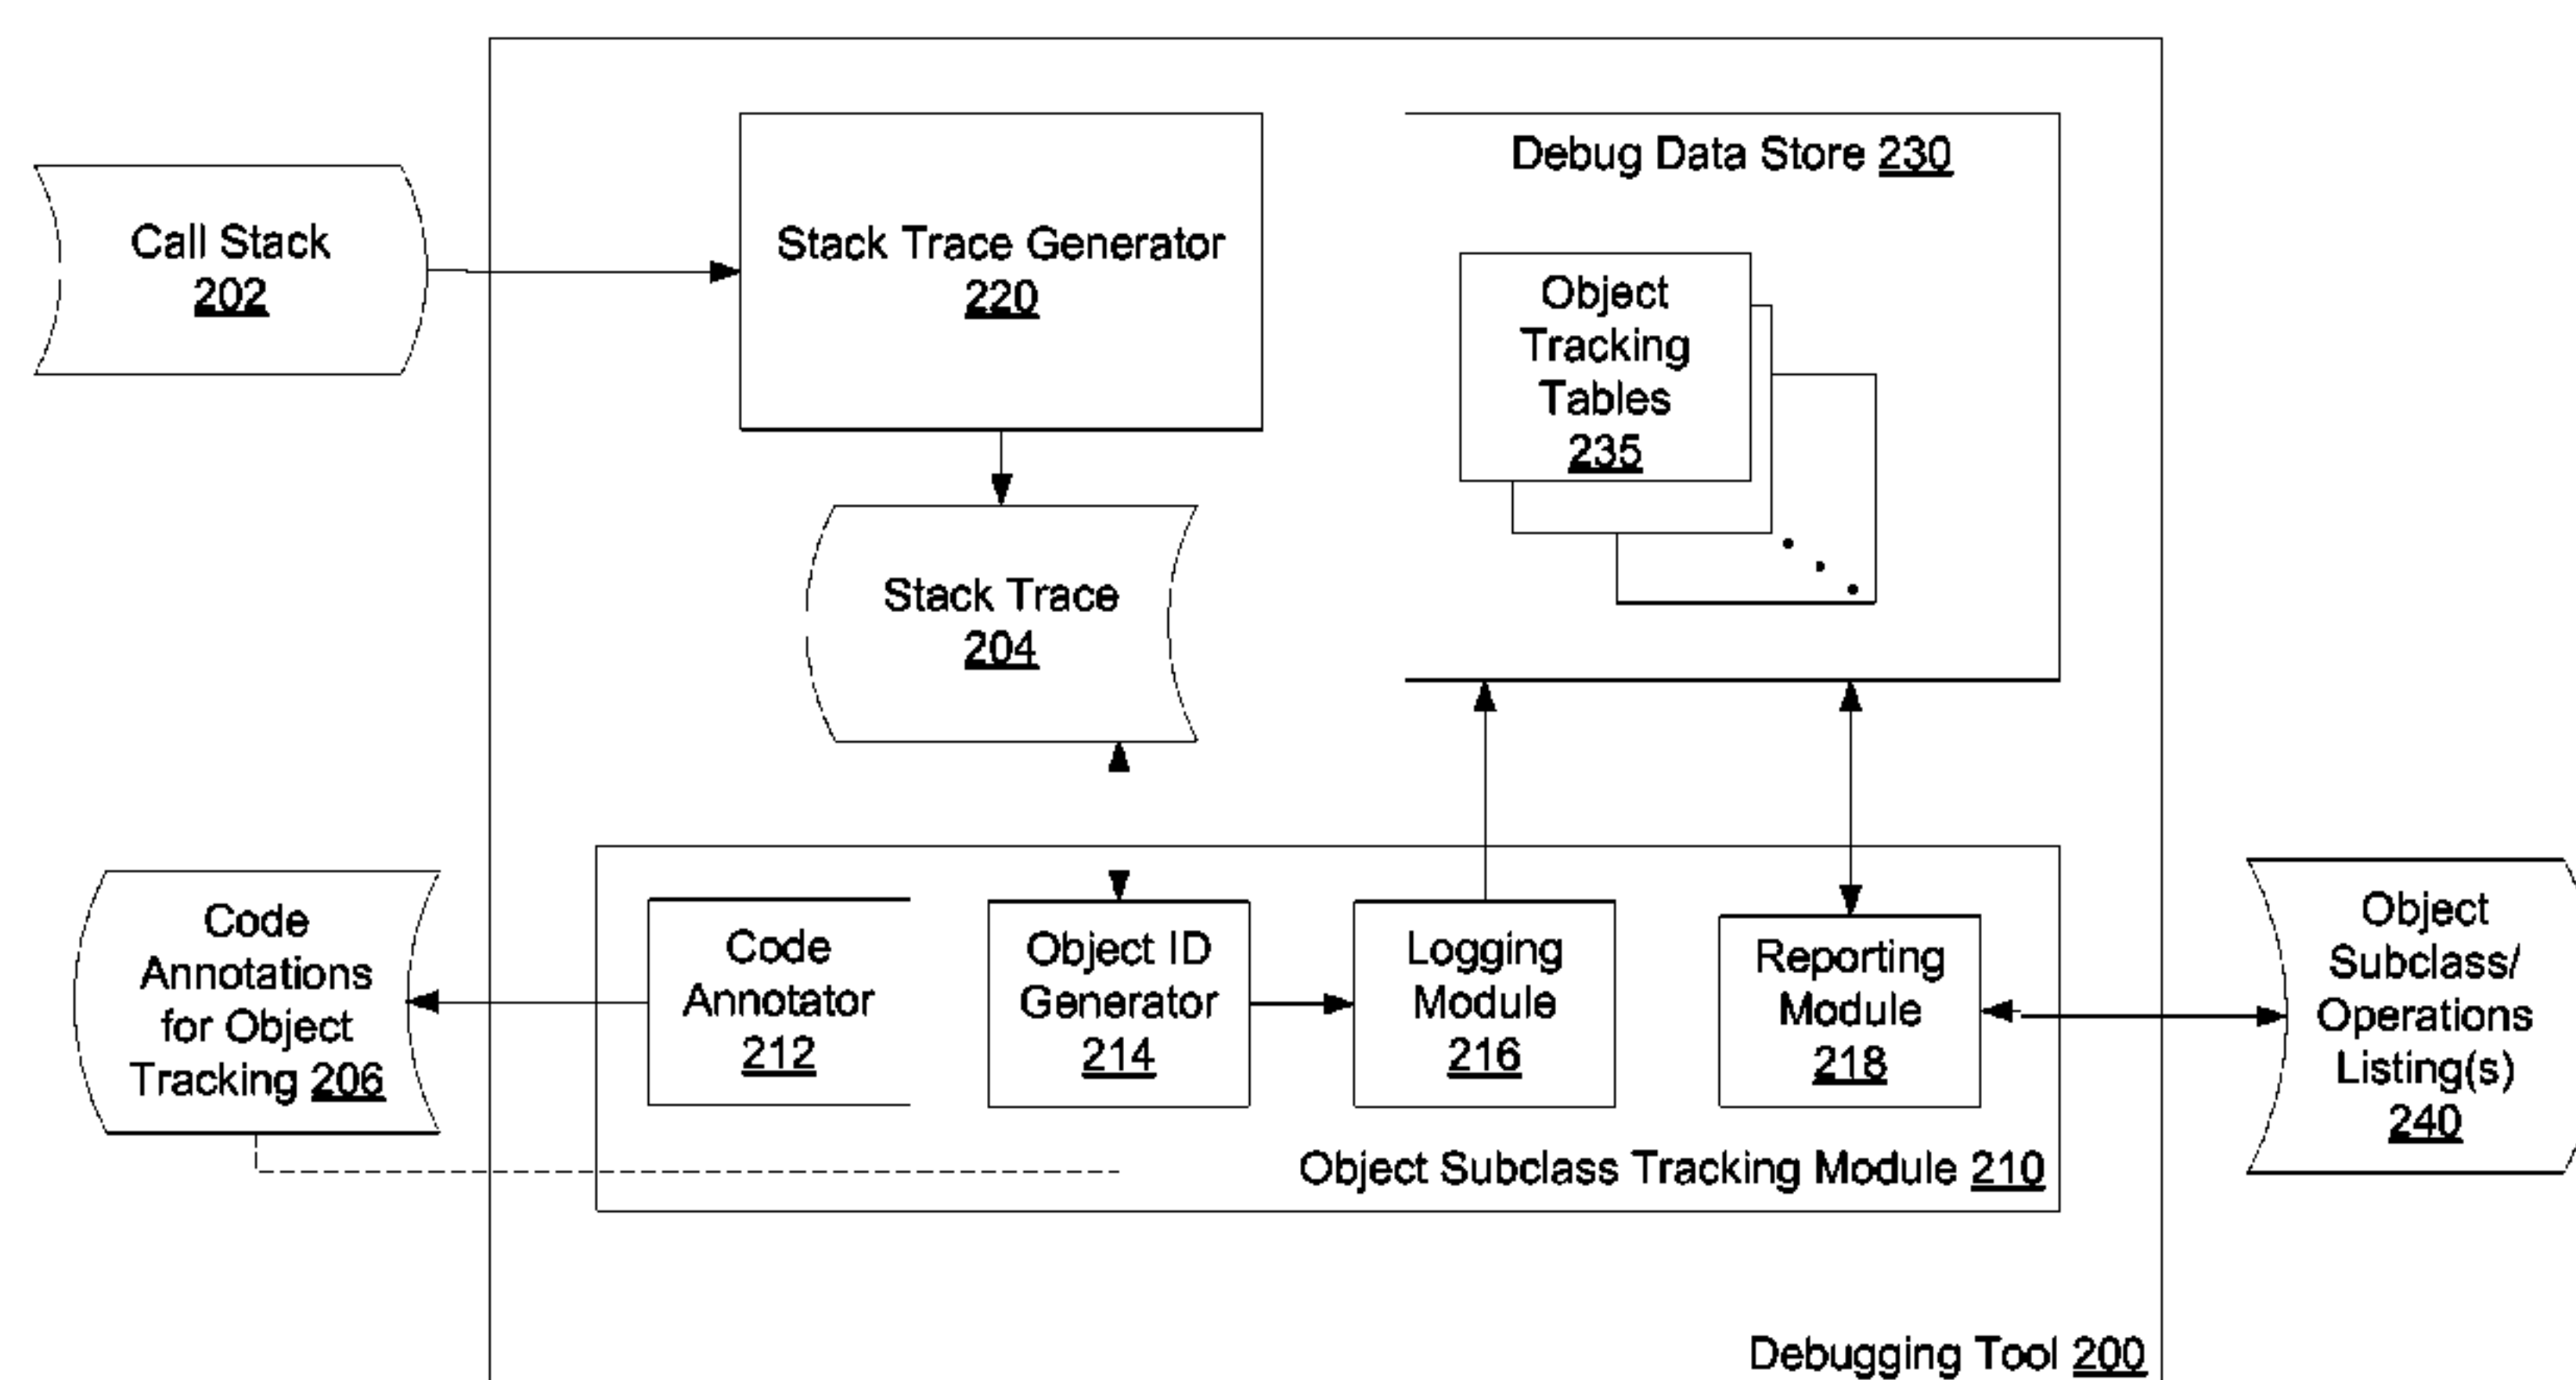 Call Stack
202
Stack Trace Generator
220
Debug Data Store 230
Object
Tracking
Tables
235
Stack Trace
204
Code
Annotations
for Object
Tracking 206
Code
Annotator
212
Object ID
Generator
214
Logging
Module
216
Reporting
Module
218
Object Subclass Tracking Module 210
Object
Subclass/
Operations
Listing(s)
240
Debugging Tool 200